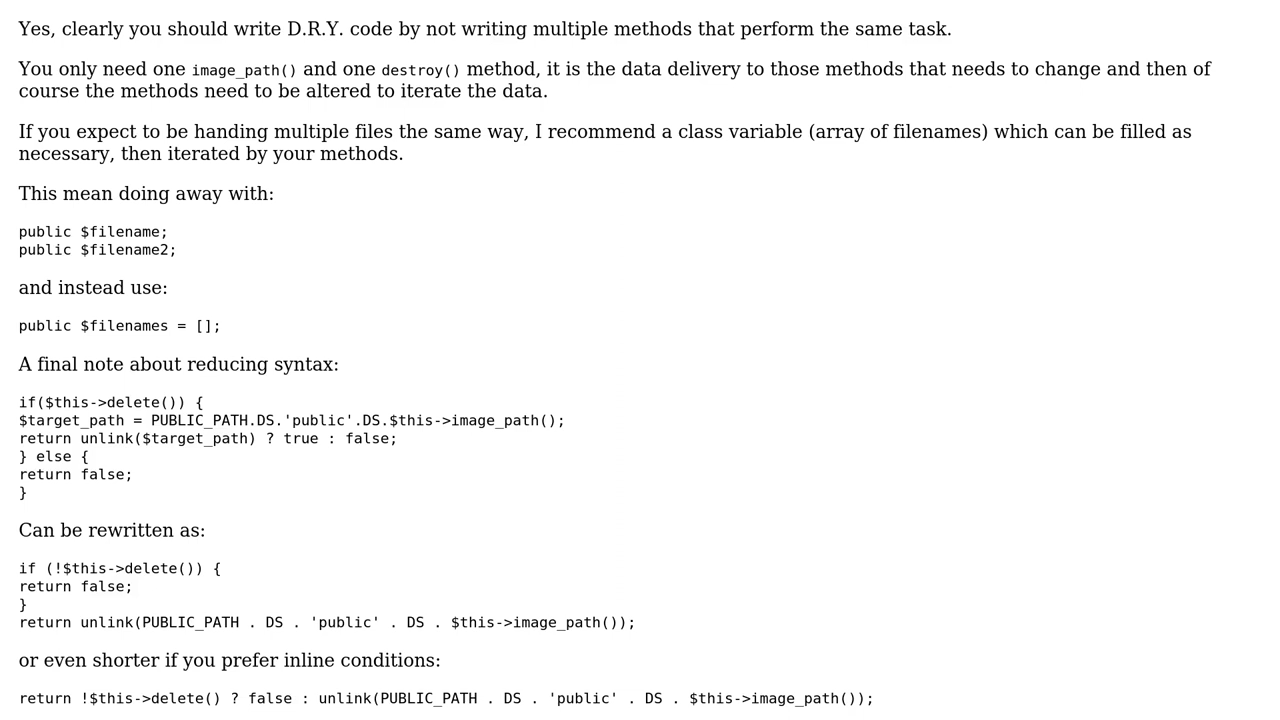 Yes, clearly you should write D.R.Y. code by not writing multiple methods that perform the same task.
You only need one image_path() and one destroy() method, it is the data delivery to those methods that needs to change and then of
course the methods need to be altered to iterate the data.
If you expect to be handing multiple files the same way, I recommend a class variable (array of filenames) which can be filled as
necessary, then iterated by your methods.
This mean doing away with:
public $filename;
public $filename2;
and instead use:
public $filenames = [];
A final note about reducing syntax:
if($this->delete()) {
$target_path = PUBLIC_PATH.DS.'public'.DS.$this->image_path();
return unlink($target_path) ? true : false;
} else {
return false;
}
Can be rewritten as:
if (!$this->delete()) {
return false;
}
return unlink(PUBLIC_PATH . DS . 'public' . DS . $this->image_path());
or even shorter if you prefer inline conditions:
return !$this->delete() ? false : unlink(PUBLIC_PATH . DS . 'public' . DS . $this->image_path());